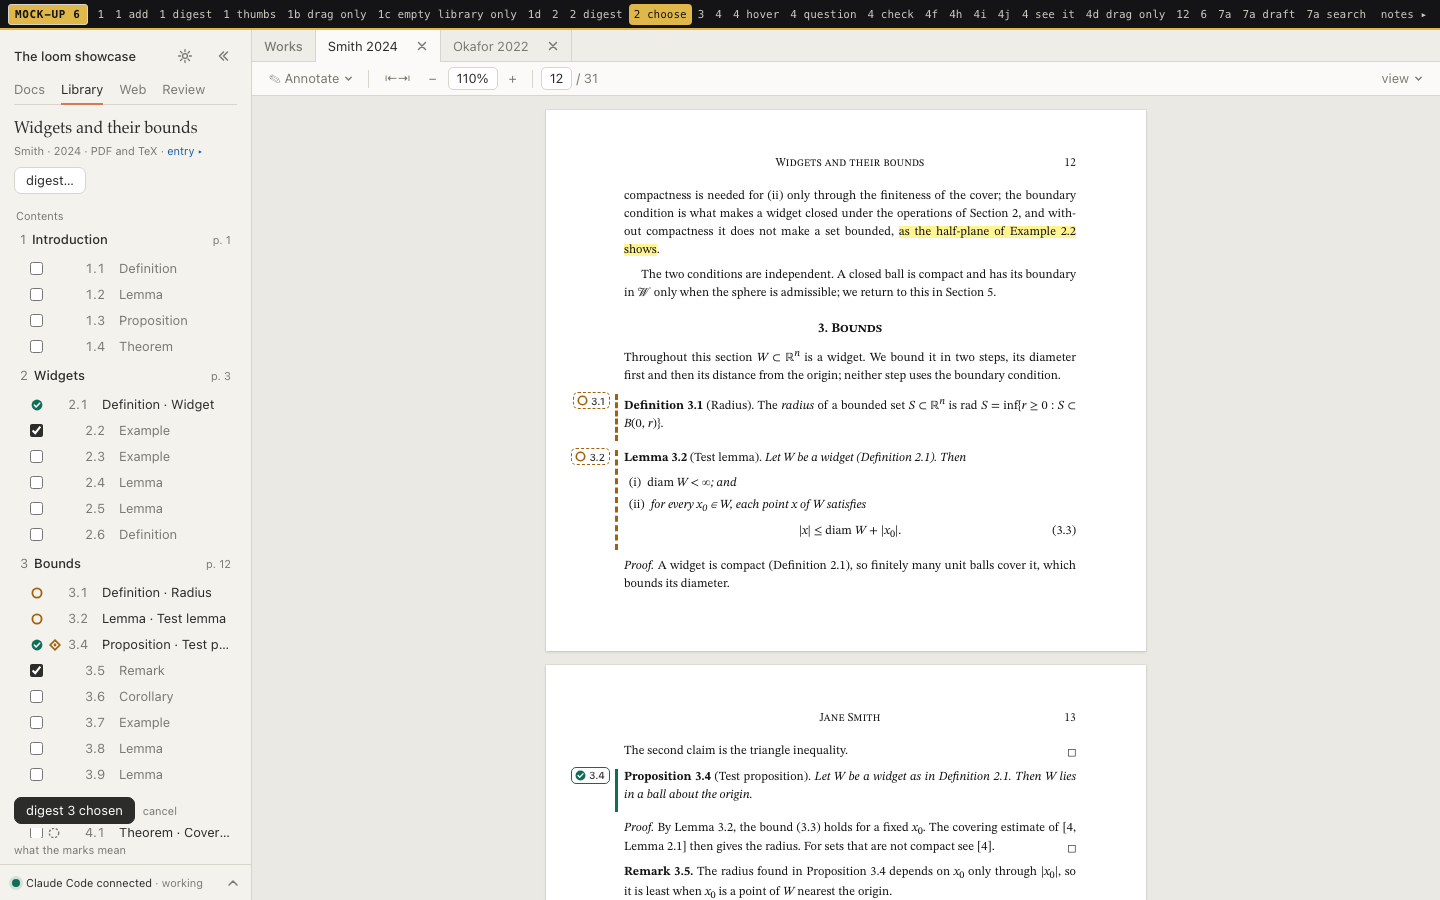 MOCK-UP 6 1 1 add 1 digest 1 thumbs 1b drag only 1c empty library only 1d 2 2 digest 2 choose 3 4 4 hover 4 question 4 check 4f 4h 4i 4j 4 see it 4d drag only 12 6 7a 7a draft 7a search notes ▸
The loom showcase
Docs Library Web Review
Widgets and their bounds
Smith · 2024 · PDF and TeX · entry ▸
digest...
Contents
1 Introduction p. 1
1.1 Definition
1.2 Lemma
1.3 Proposition
1.4 Theorem
2 Widgets p. 3
2.1 Definition · Widget
2.2 Example
2.3 Example
2.4 Lemma
2.5 Lemma
2.6 Definition
3 Bounds p. 12
3.1 Definition · Radius
3.2 Lemma · Test lemma
3.4 Proposition · Test p...
3.5 Remark
3.6 Corollary
3.7 Example
3.8 Lemma
3.9 Lemma
digest 3 chosen cancel
4.1 Theorem · Cover...
what the marks mean
Claude Code connected · working
Works Smith 2024 Okafor 2022
Annotate − 110% + 12 / 31 view
WIDGETS AND THEIR BOUNDS 12
compactness is needed for (ii) only through the finiteness of the cover; the boundary
condition is what makes a widget closed under the operations of Section 2, and with-
out compactness it does not make a set bounded, as the half-plane of Example 2.2
shows.
The two conditions are independent. A closed ball is compact and has its boundary
in 𝒲 only when the sphere is admissible; we return to this in Section 5.
3. BOUNDS
Throughout this section W ⊂ ℝⁿ is a widget. We bound it in two steps, its diameter
first and then its distance from the origin; neither step uses the boundary condition.
3.1 Definition 3.1 (Radius). The radius of a bounded set S ⊂ ℝⁿ is rad S = inf{r ≥ 0 : S ⊂
B(0, r)}.
3.2 Lemma 3.2 (Test lemma). Let W be a widget (Definition 2.1). Then
(i) diam W < ∞; and
(ii) for every x₀ ∈ W, each point x of W satisfies
|x| ≤ diam W + |x₀|. (3.3)
Proof. A widget is compact (Definition 2.1), so finitely many unit balls cover it, which
bounds its diameter.
JANE SMITH 13
The second claim is the triangle inequality. □
3.4 Proposition 3.4 (Test proposition). Let W be a widget as in Definition 2.1. Then W lies
in a ball about the origin.
Proof. By Lemma 3.2, the bound (3.3) holds for a fixed x₀. The covering estimate of [4,
Lemma 2.1] then gives the radius. For sets that are not compact see [4]. □
Remark 3.5. The radius found in Proposition 3.4 depends on x₀ only through |x₀|, so
it is least when x₀ is a point of W nearest the origin.